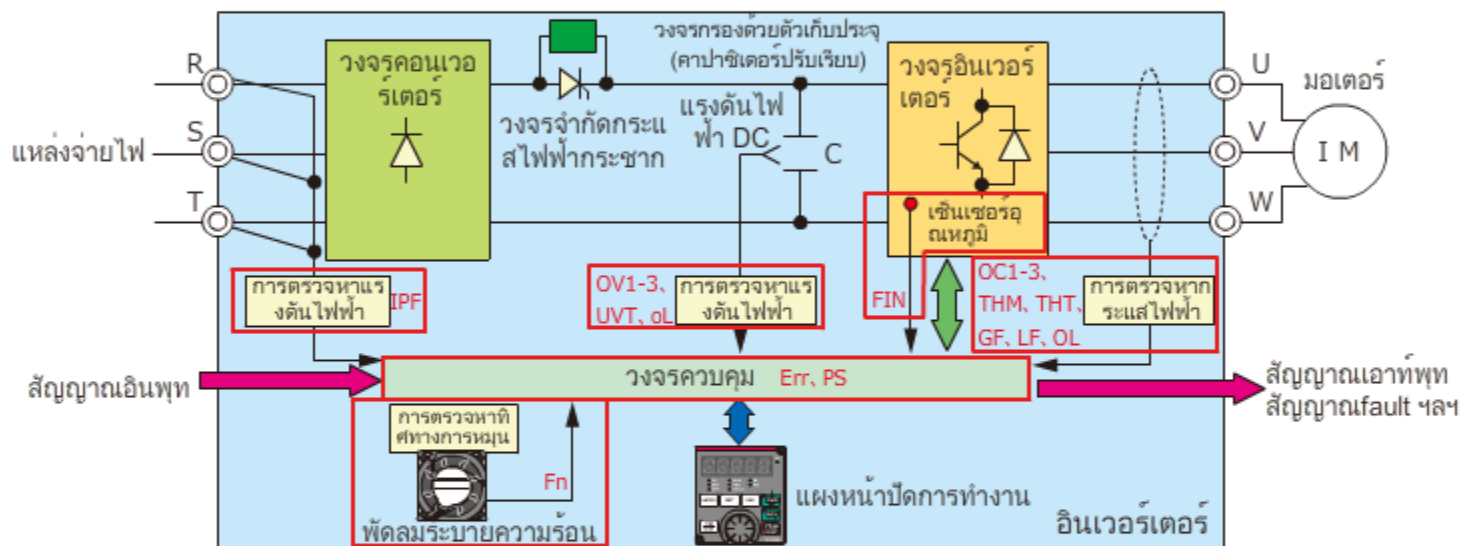 วงจรกรองด้วยตัวเก็บประจุ
(คาปาซิเตอร์ปรับเรียบ)
R
วงจรคอนเวอ
ร์เตอร์
วงจรอินเวอร์
เตอร์
U
มอเตอร์
แรงดันไฟ
ฟ้า DC
วงจรจำกัดกระแ
สไฟฟ้ากระชาก
S
แหล่งจ่ายไฟ
C
V
I M
T
W
เซ็นเซอร์อุ
ณหภูมิ
การตรวจหาแร
งดันไฟฟ้า
IPF
OV1-3、
UVT、oL
การตรวจหาแร
งดันไฟฟ้า
FIN
OC1-3、
THM、THT、
GF、LF、OL
การตรวจหาก
ระแสไฟฟ้า
สัญญาณอินพุท
วงจรควบคุม Err、PS
สัญญาณเอาท์พุท
สัญญาณfault ฯลฯ
การตรวจหาทิ
ศทางการหมุน
Fn
พัดลมระบายความร้อน
แผงหน้าปัดการทำงาน
อินเวอร์เตอร์